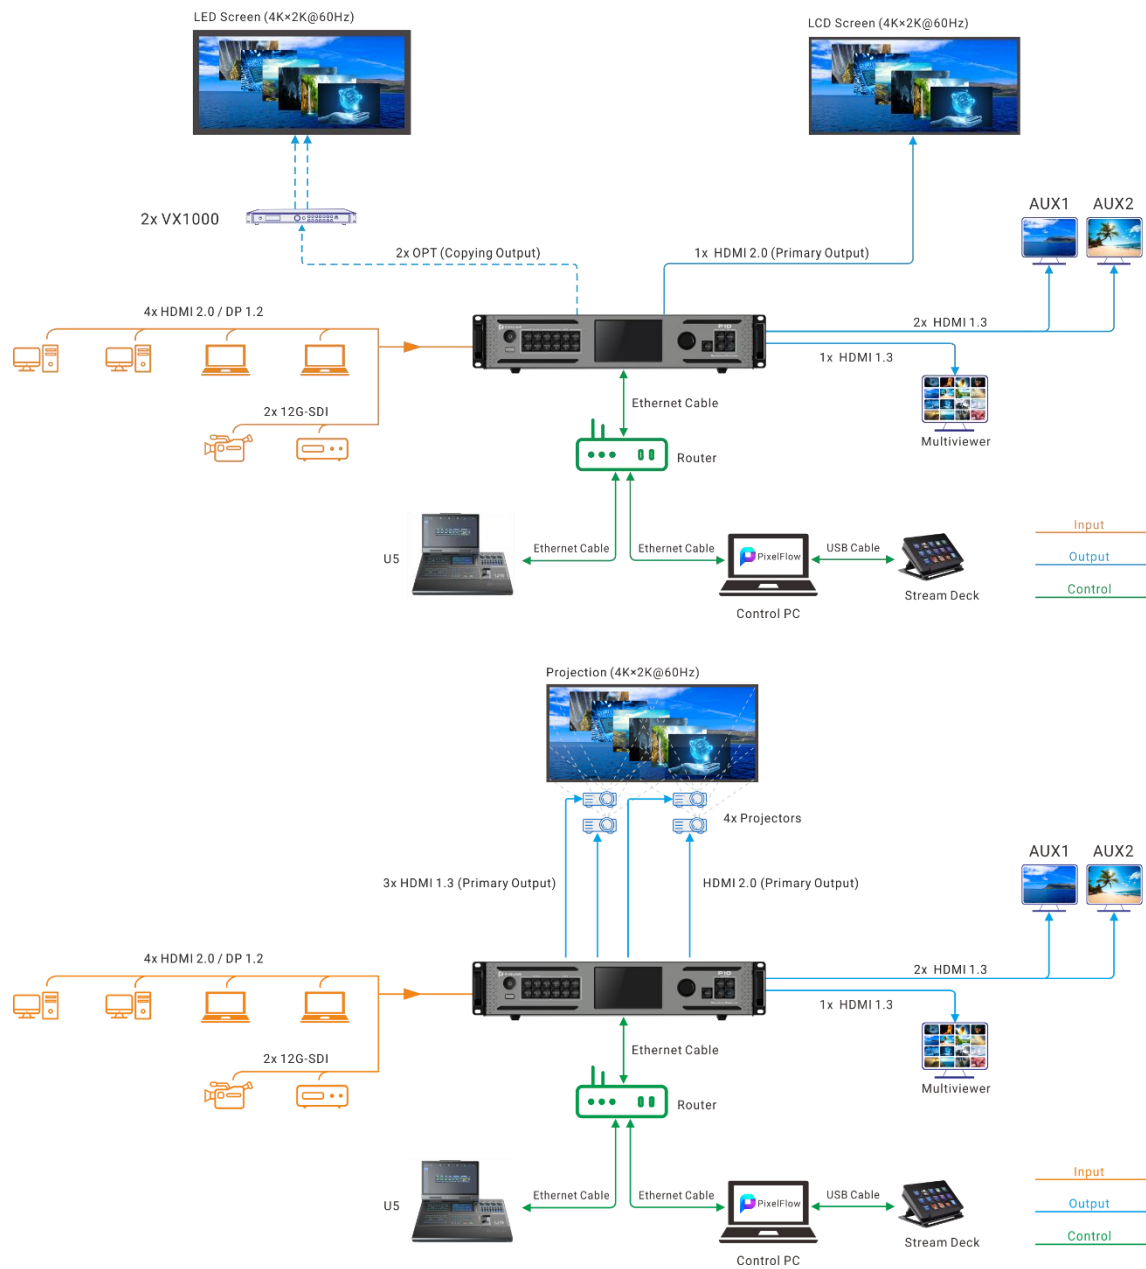 LED Screen (4K×2K@60Hz)
LCD Screen (4K×2K@60Hz)
AUX1
AUX2
2x VX1000
2x OPT (Copying Output)
1x HDMI 2.0 (Primary Output)
4x HDMI 2.0 / DP 1.2
P10
2x HDMI 1.3
1x HDMI 1.3
Ethernet Cable
2x 12G-SDI
Multiviewer
Router
Input
U5
Ethernet Cable
Ethernet Cable
PixelFlow
USB Cable
Output
Stream Deck
Control
Control PC
Projection (4K×2K@60Hz)
4x Projectors
AUX1
AUX2
3x HDMI 1.3 (Primary Output)
HDMI 2.0 (Primary Output)
4x HDMI 2.0 / DP 1.2
P10
2x HDMI 1.3
1x HDMI 1.3
Ethernet Cable
2x 12G-SDI
Multiviewer
Router
Input
U5
Ethernet Cable
Ethernet Cable
PixelFlow
USB Cable
Output
Stream Deck
Control
Control PC